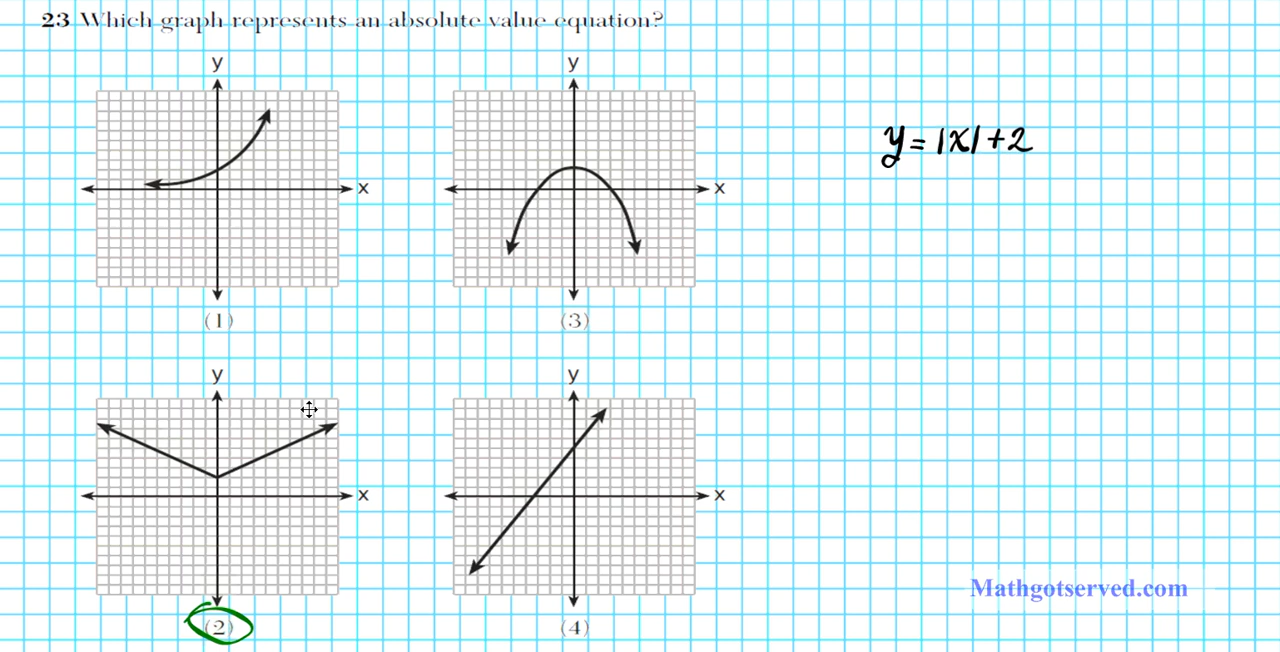 23 Which graph represents an absolute value equation?
y
y
y = |x| + 2
x
x
(1)
(3)
y
y
x
x
Mathgotserved.com
(2)
(4)